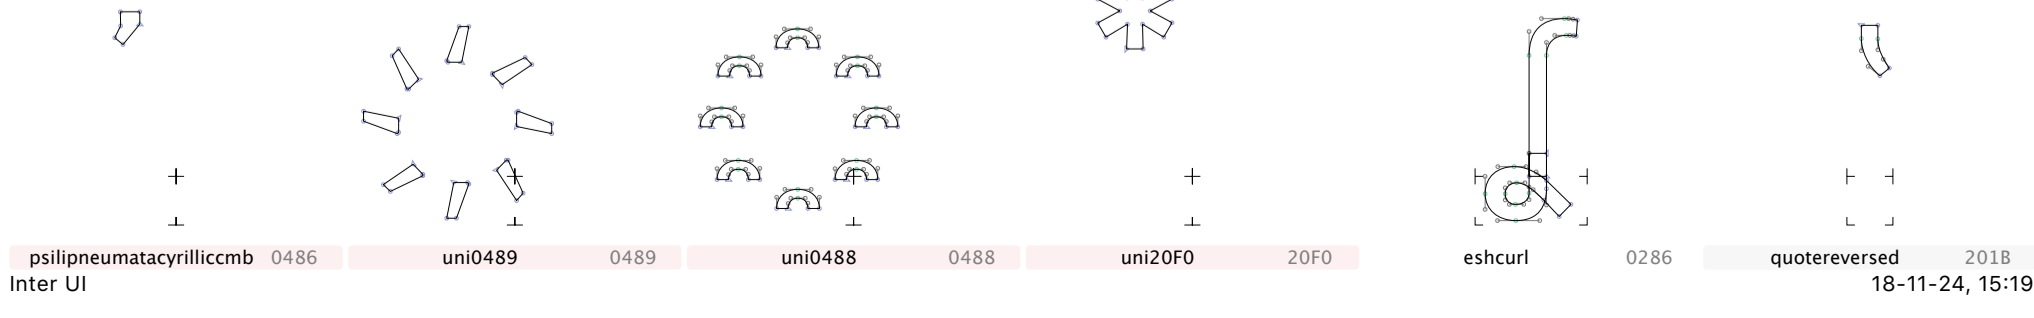 psilipneumatacyrilliccmb 0486 uni0489 0489 uni0488 0488 uni20F0 20F0 eshcurl 0286 quotereversed 201B
Inter UI 18-11-24, 15:19